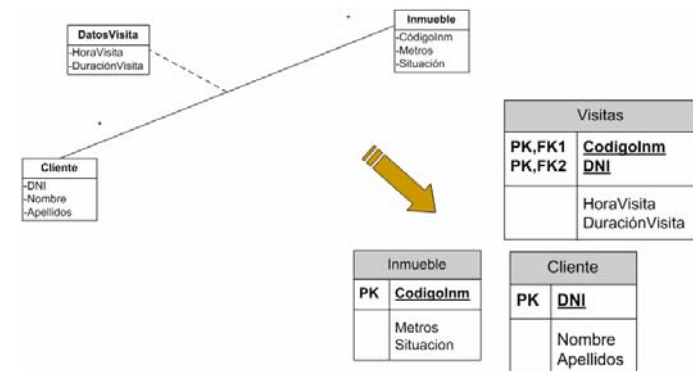 *
Inmueble
-CódigoInm
-Metros
-Situación
DatosVisita
-HoraVisita
-DuraciónVisita
*
Cliente
-DNI
-Nombre
-Apellidos
Visitas
PK,FK1 CodigoInm
PK,FK2 DNI
HoraVisita
DuraciónVisita
Inmueble
PK CodigoInm
Metros
Situacion
Cliente
PK DNI
Nombre
Apellidos